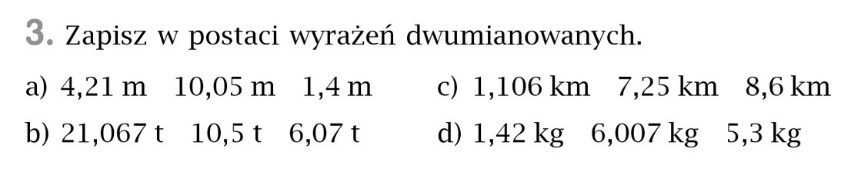 3. Zapisz w postaci wyrażeń dwumianowanych.
a) 4,21 m 10,05 m 1,4 m c) 1,106 km 7,25 km 8,6 km
b) 21,067 t 10,5 t 6,07 t d) 1,42 kg 6,007 kg 5,3 kg